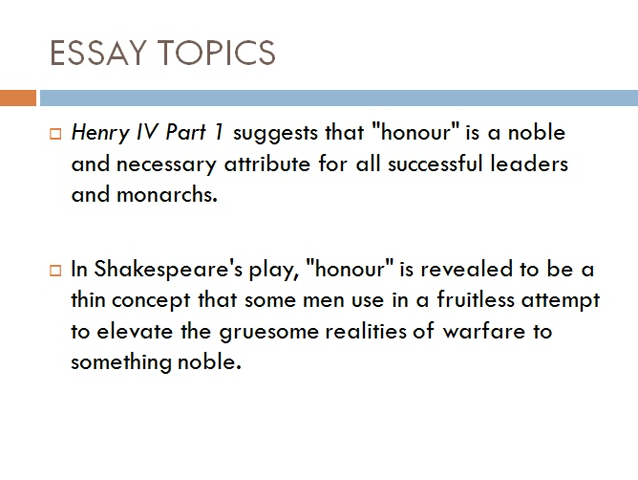 ESSAY TOPICS
Henry IV Part 1 suggests that "honour" is a noble
and necessary attribute for all successful leaders
and monarchs.
In Shakespeare's play, "honour" is revealed to be a
thin concept that some men use in a fruitless attempt
to elevate the gruesome realities of warfare to
something noble.